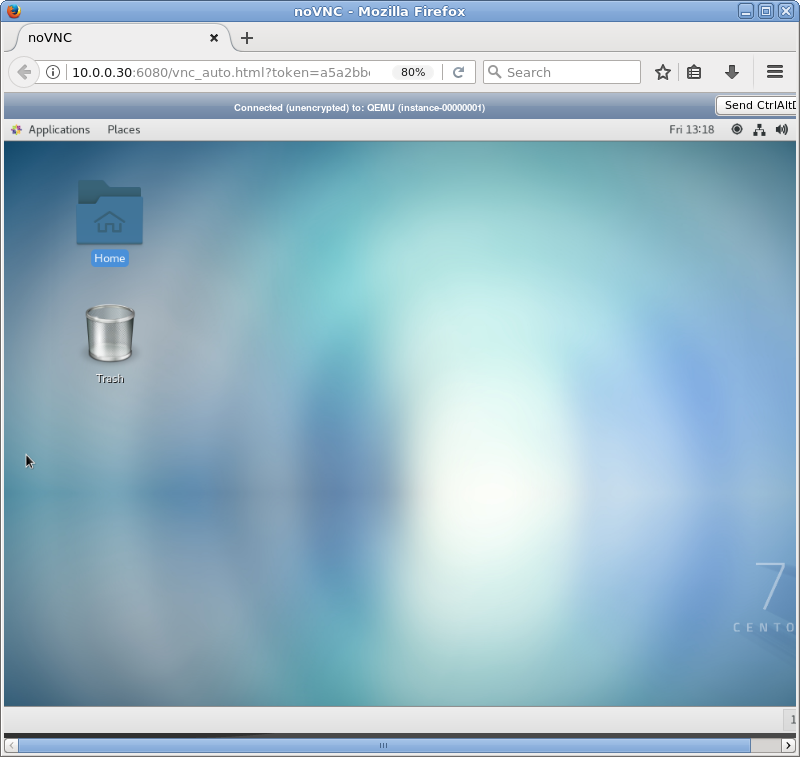 noVNC - Mozilla Firefox
noVNC
10.0.0.30:6080/vnc_auto.html?token=a5a2bb
80%
Search
Connected (unencrypted) to: QEMU (instance-00000001)
Send CtrlAltD
Applications Places
Fri 13:18
Home
Trash
7
CENTO
1